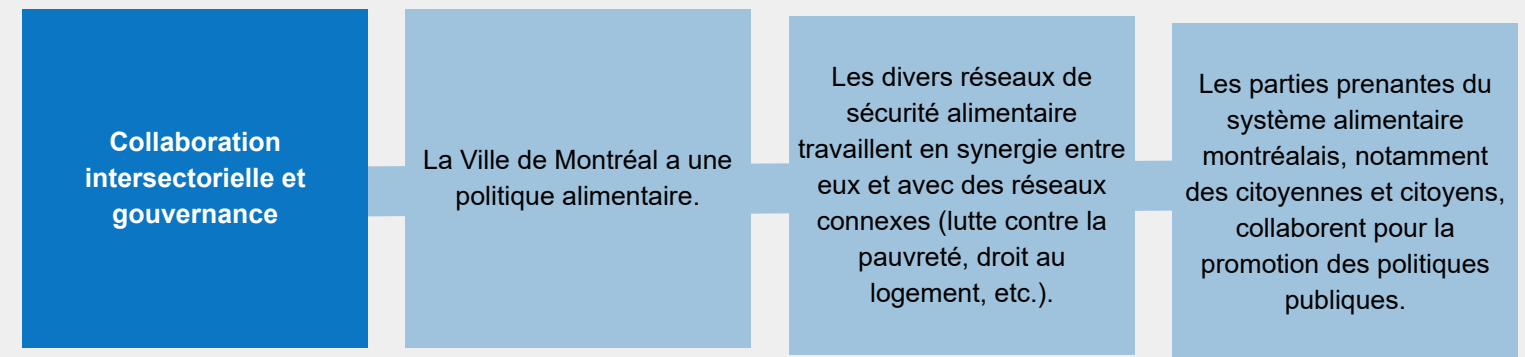 Collaboration
intersectorielle et
gouvernance
La Ville de Montréal a une
politique alimentaire.
Les divers réseaux de
sécurité alimentaire
travaillent en synergie entre
eux et avec des réseaux
connexes (lutte contre la
pauvreté, droit au
logement, etc.).
Les parties prenantes du
système alimentaire
montréalais, notamment
des citoyennes et citoyens,
collaborent pour la
promotion des politiques
publiques.